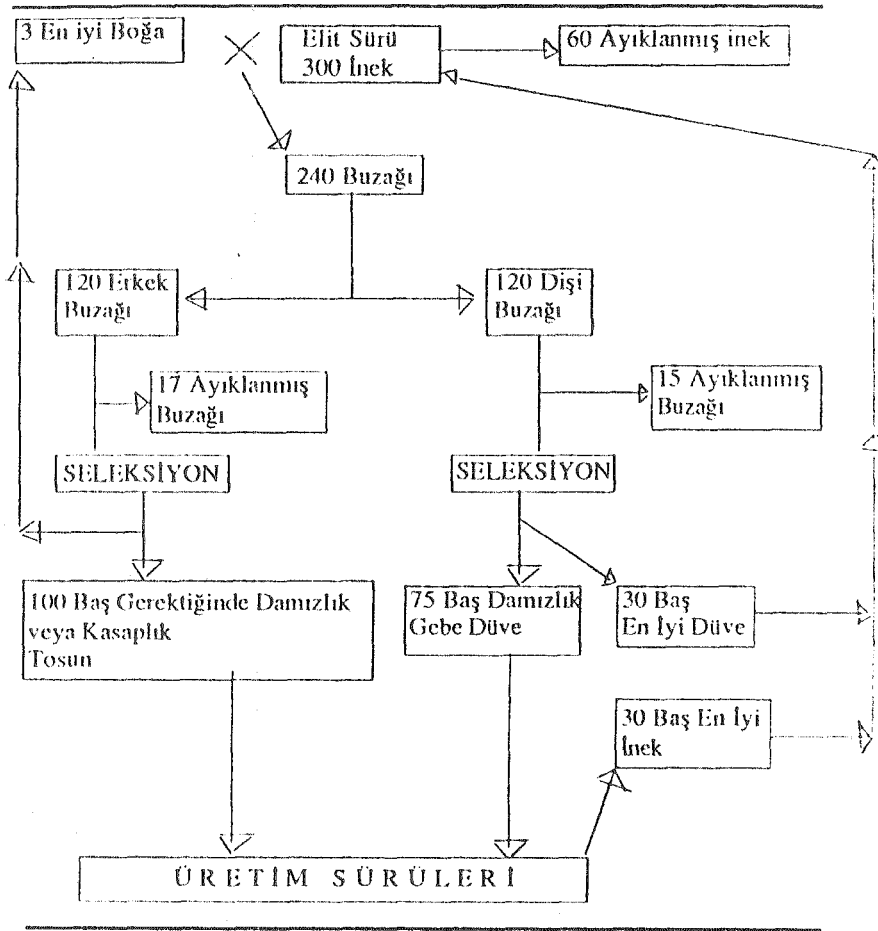 3 En iyi Boğa
Elit Sürü
300 İnek
60 Ayıklanmış inek
240 Buzağı
120 Erkek
Buzağı
120 Dişi
Buzağı
17 Ayıklanmış
Buzağı
15 Ayıklanmış
Buzağı
SELEKSİYON
SELEKSİYON
100 Baş Gerektiğinde Damızlık
veya Kasaplık
Tosun
75 Baş Damızlık
Gebe Düve
30 Baş
En İyi Düve
30 Baş En İyi
İnek
ÜRETİM SÜRÜLERİ